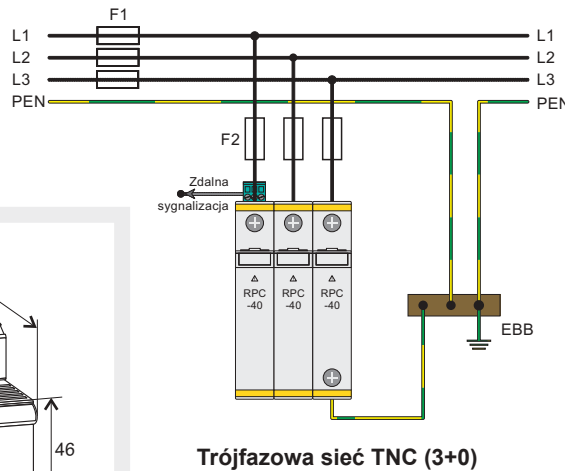 F1
L1 L1
L2 L2
L3 L3
PEN PEN
F2
Zdalna
sygnalizacja
RPC RPC RPC
-40 -40 -40
EBB
46
Trójfazowa sieć TNC (3+0)